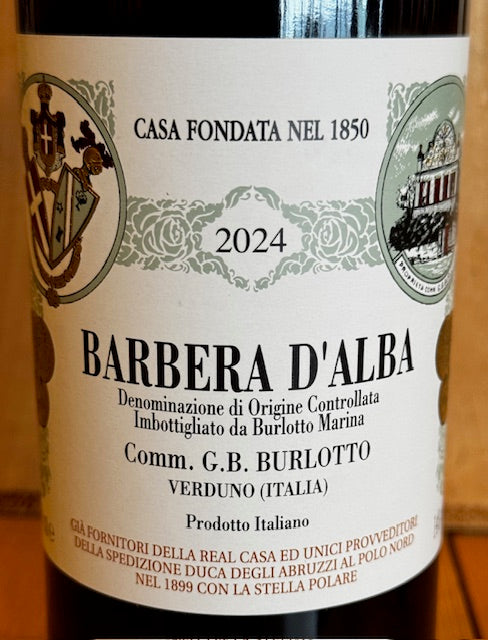 CASA FONDATA NEL 1850
2024
BARBERA D'ALBA
Denominazione di Origine Controllata
Imbottigliato da Burlotto Marina
Comm. G.B. BURLOTTO
VERDUNO (ITALIA)
Prodotto Italiano
GIÀ FORNITORI DELLA REAL CASA ED UNICI PROVVEDITORI
DELLA SPEDIZIONE DUCA DEGLI ABRUZZI AL POLO NORD
NEL 1899 CON LA STELLA POLARE